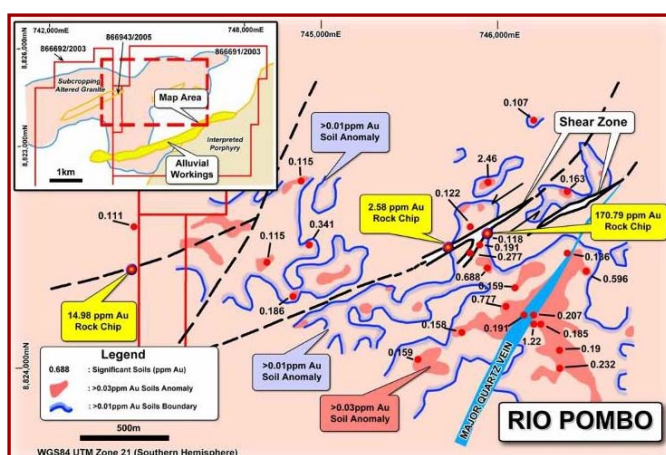 742,000mE
748,000mE
745,000mE
746,000mE
8,826,000mN
866692/2003
866943/2005
866691/2003
Subcropping
Altered Granite
Map Area
8,823,000mN
Interpreted
Porphyry
1km
Alluvial
Workings
>0.01ppm Au
Soil Anomaly
0.107
Shear Zone
2.46
0.163
0.115
0.122
2.58 ppm Au
Rock Chip
170.79 ppm Au
Rock Chip
0.111
0.341
0.118
0.191
0.277
0.115
0.136
0.688
0.596
0.159
14.98 ppm Au
Rock Chip
0.186
0.777
0.158
0.191
0.207
0.185
1.22
0.159
0.19
0.232
>0.01ppm Au
Soil Anomaly
Legend
0.688 : Significant Soils (ppm Au)
: >0.03ppm Au Soils Anomaly
: >0.01ppm Au Soils Boundary
8,824,000mN
>0.03ppm Au
Soil Anomaly
MAJOR QUARTZ VEIN
RIO POMBO
500m
WGS84 UTM Zone 21 (Southern Hemisphere)